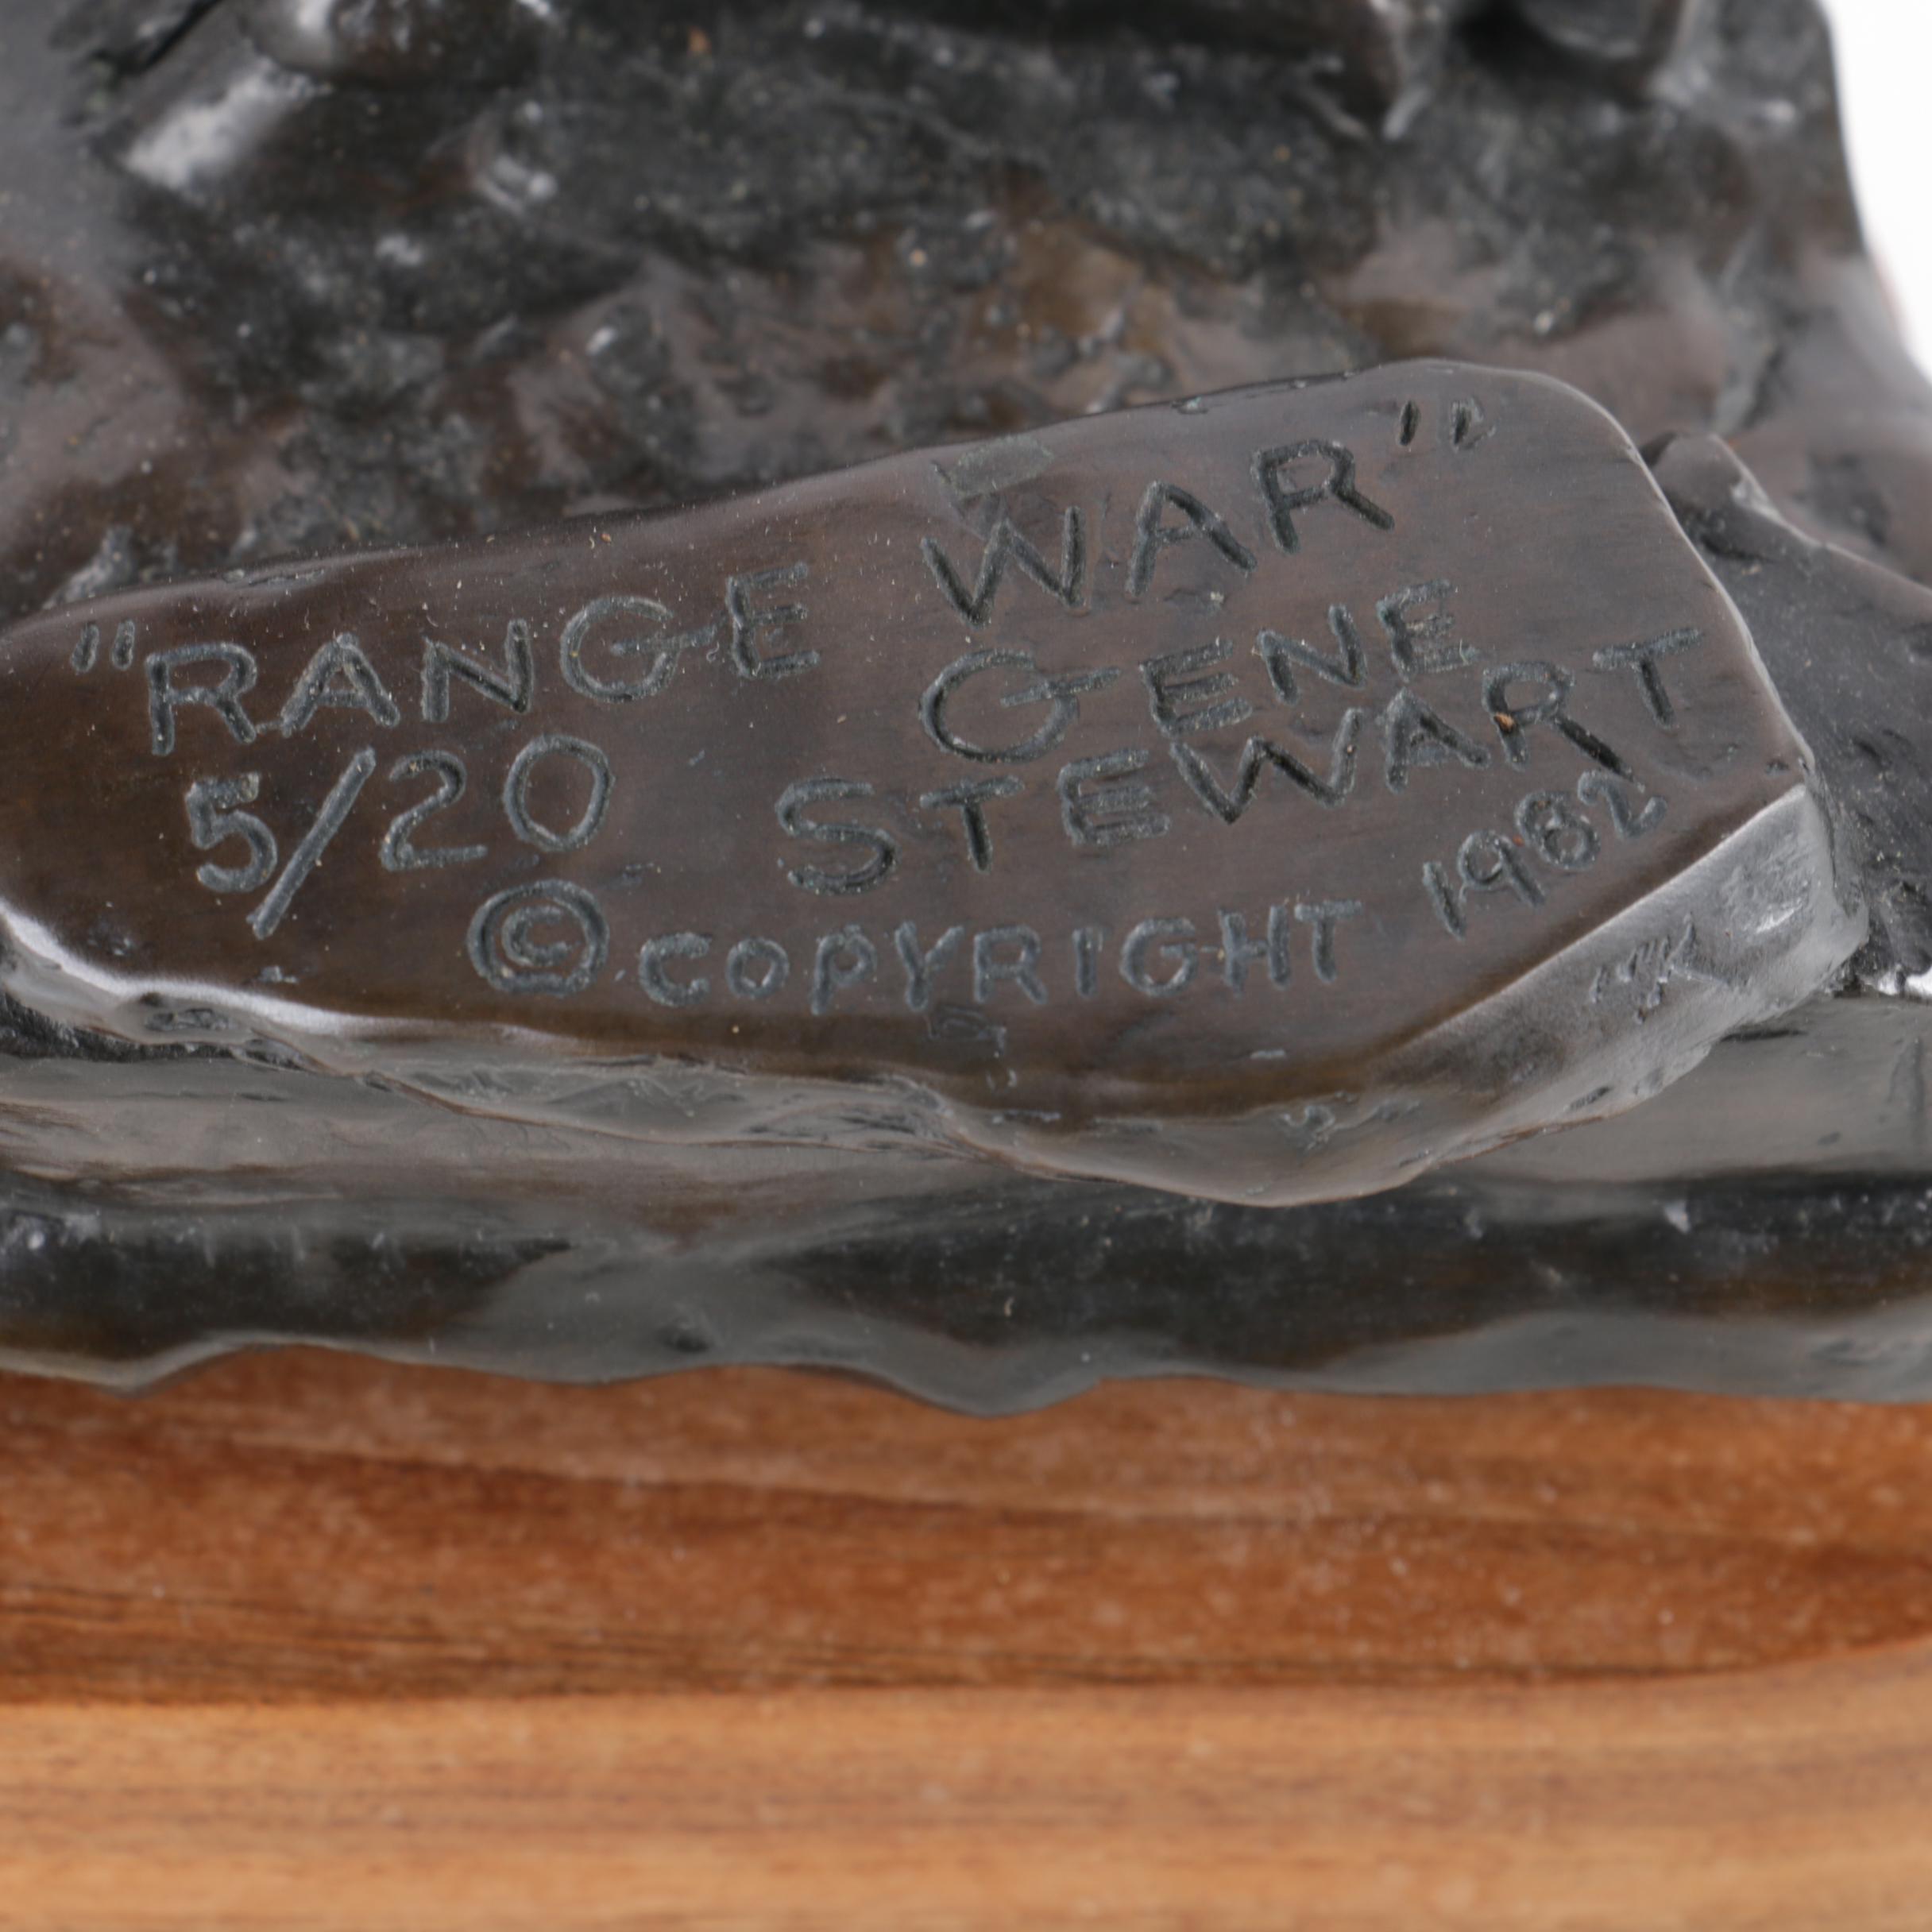 "RANGE WAR"
5/20 GENE
STEWART
© COPYRIGHT 1982